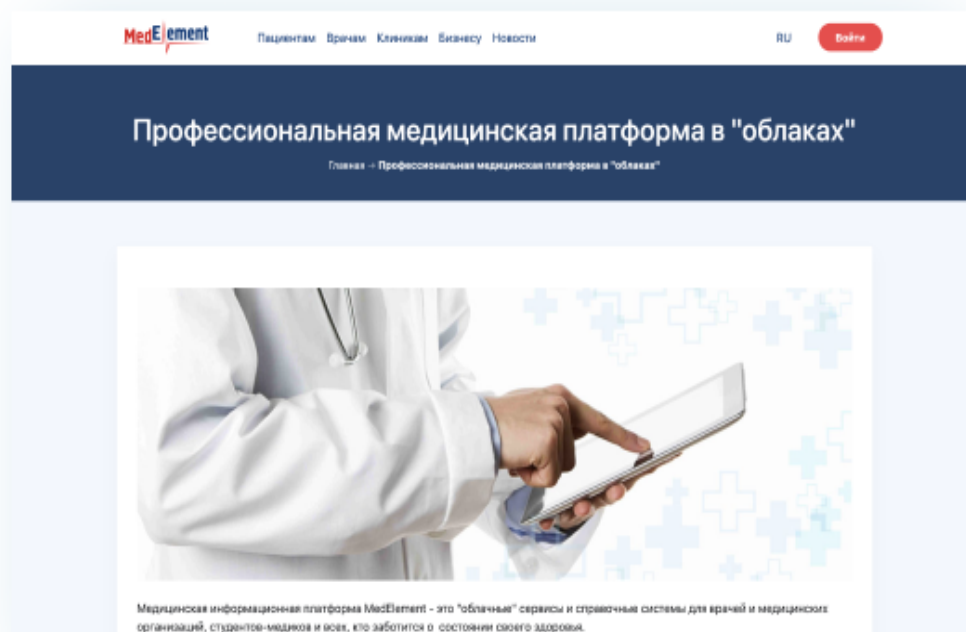 MedElement
Пациентам Врачам Клиникам Бизнесу Новости
RU
Войти
Профессиональная медицинская платформа в "облаках"
Главная → Профессиональная медицинская платформа в "облаках"
Медицинская информационная платформа MedElement - это "облачные" сервисы и справочные системы для врачей и медицинских
организаций, студентов-медиков и всех, кто заботится о состоянии своего здоровья.